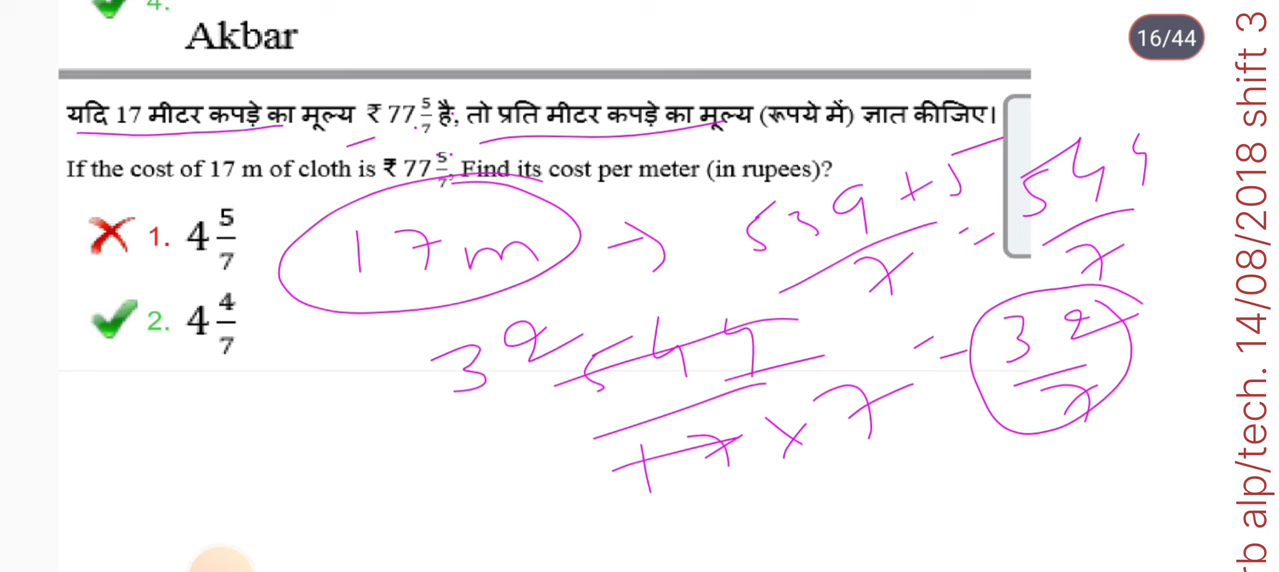 4.
Akbar
16/44
यदि 17 मीटर कपड़े का मूल्य ₹ 77 5/7 है, तो प्रति मीटर कपड़े का मूल्य (रूपये में) ज्ञात कीजिए।
If the cost of 17 m of cloth is ₹ 77 5/7, Find its cost per meter (in rupees)?
1. 4 5/7
2. 4 4/7
17m → 539+5/7 = 544/7
32 544/17×7 = 32/7
rb alp/tech. 14/08/2018 shift 3